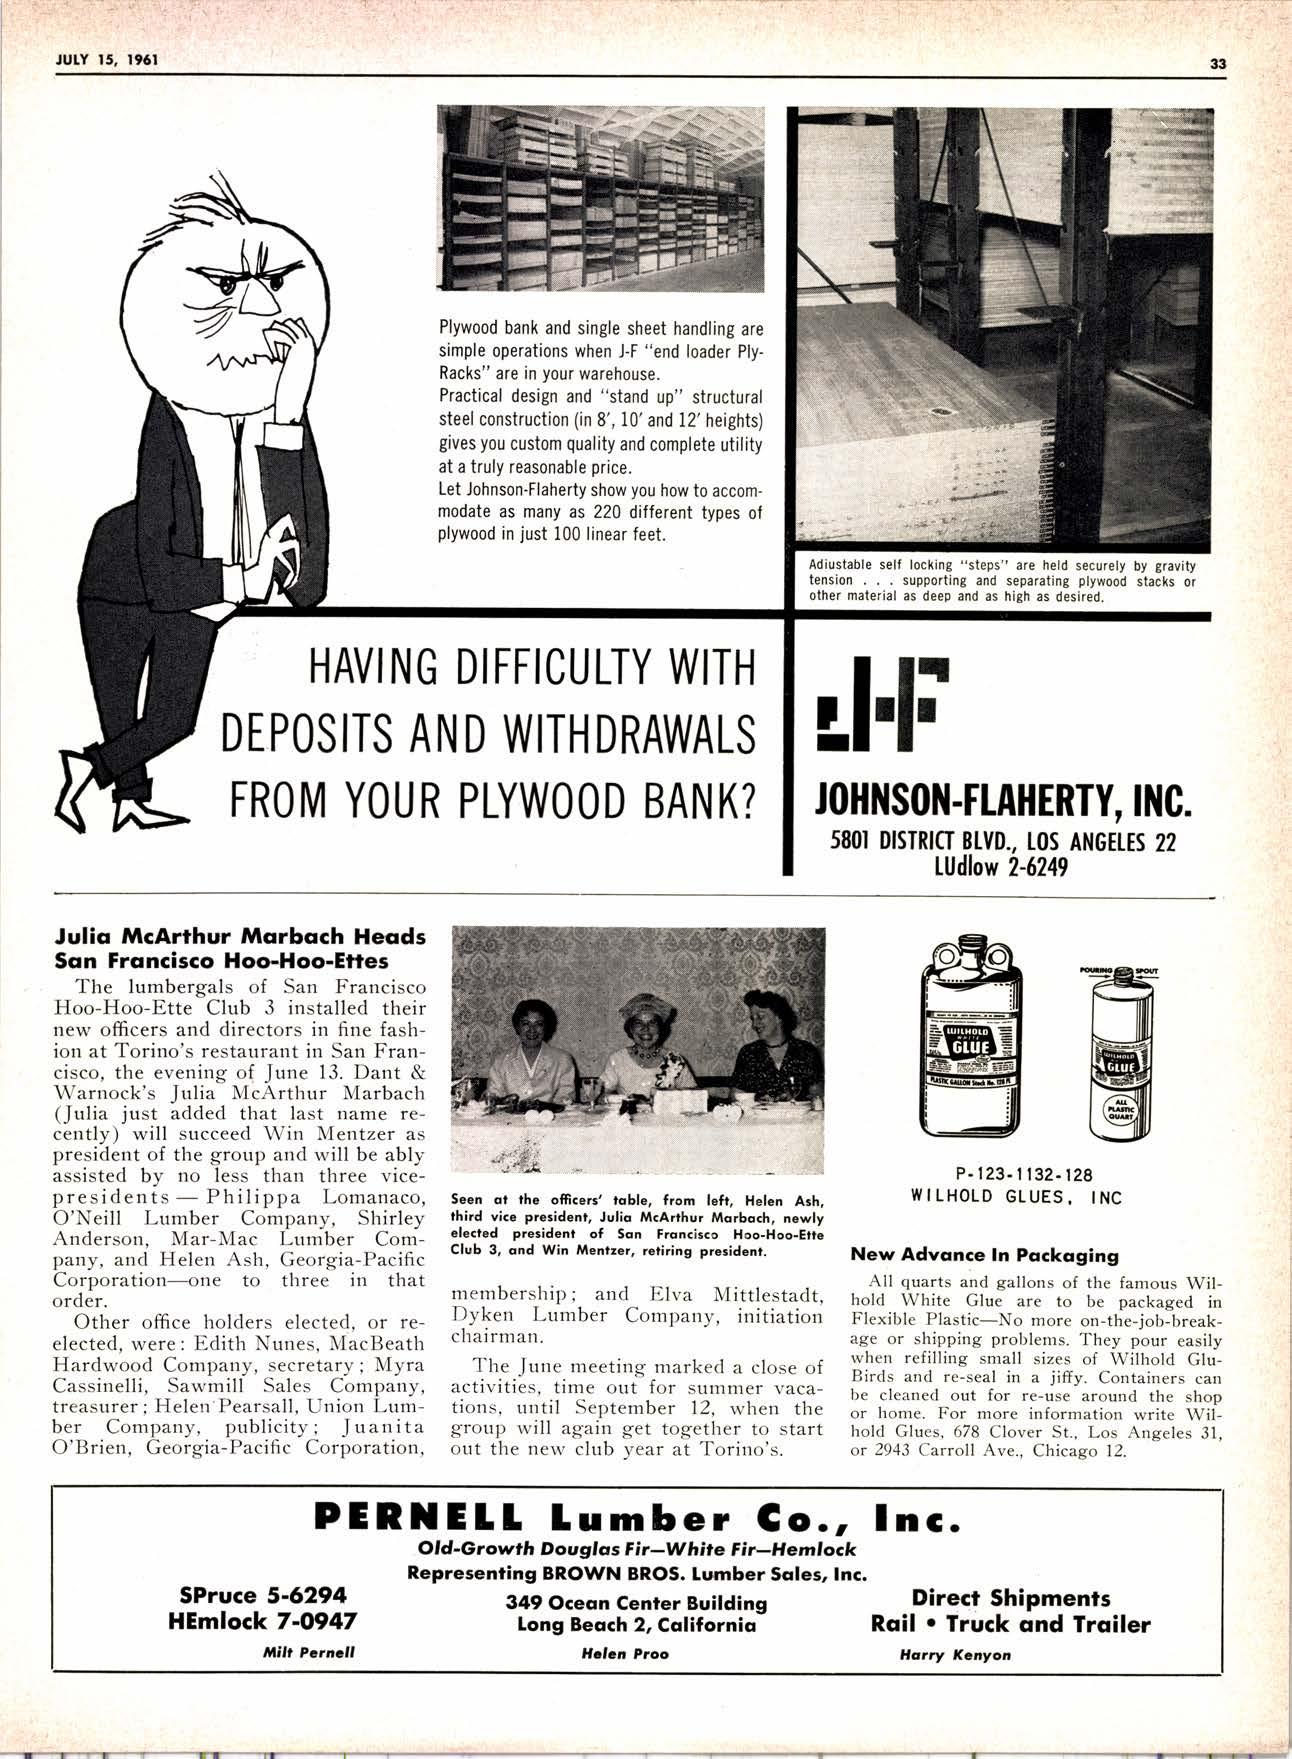 JULY 15, 1961
33
Plywood bank and single sheet handling are
simple operations when J-F "end loader Ply-
Racks" are in your warehouse.
Practical design and "stand up" structural
steel construction (in 8', 10' and 12' heights)
gives you custom quality and complete utility
at a truly reasonable price.
Let Johnson-Flaherty show you how to accom-
modate as many as 220 different types of
plywood in just 100 linear feet.
Adiustable self locking "steps" are held securely by gravity
tension . . . supporting and separating plywood stacks or
other material as deep and as high as desired.
HAVING DIFFICULTY WITH
DEPOSITS AND WITHDRAWALS
FROM YOUR PLYWOOD BANK?
J-F
JOHNSON-FLAHERTY, INC.
5801 DISTRICT BLVD., LOS ANGELES 22
LUdlow 2-6249
Julia McArthur Marbach Heads
San Francisco Hoo-Hoo-Ettes
The lumbergals of San Francisco
Hoo-Hoo-Ette Club 3 installed their
new officers and directors in fine fash-
ion at Torino's restaurant in San Fran-
cisco, the evening of June 13. Dant &
Warnock's Julia McArthur Marbach
(Julia just added that last name re-
cently) will succeed Win Mentzer as
president of the group and will be ably
assisted by no less than three vice-
presidents — Philippa Lomanaco,
O'Neill Lumber Company, Shirley
Anderson, Mar-Mac Lumber Com-
pany, and Helen Ash, Georgia-Pacific
Corporation—one to three in that
order.
Other office holders elected, or re-
elected, were: Edith Nunes, MacBeath
Hardwood Company, secretary; Myra
Cassinelli, Sawmill Sales Company,
treasurer; Helen Pearsall, Union Lum-
ber Company, publicity; Juanita
O'Brien, Georgia-Pacific Corporation,
Seen at the officers' table, from left, Helen Ash,
third vice president, Julia McArthur Marbach, newly
elected president of San Francisco Hoo-Hoo-Ette
Club 3, and Win Mentzer, retiring president.
membership; and Elva Mittlestadt,
Dyken Lumber Company, initiation
chairman.
The June meeting marked a close of
activities, time out for summer vaca-
tions, until September 12, when the
group will again get together to start
out the new club year at Torino's.
WILHOLD
WHITE
GLUE
PLASTIC GALLON Stock No. 128 PL
POURING SPOUT
WILHOLD
GLUE
ALL
PLASTIC
QUART
P-123-1132-128
WILHOLD GLUES, INC
New Advance In Packaging
All quarts and gallons of the famous Wil-
hold White Glue are to be packaged in
Flexible Plastic—No more on-the-job-break-
age or shipping problems. They pour easily
when refilling small sizes of Wilhold Glu-
Birds and re-seal in a jiffy. Containers can
be cleaned out for re-use around the shop
or home. For more information write Wil-
hold Glues, 678 Clover St., Los Angeles 31,
or 2943 Carroll Ave., Chicago 12.
PERNELL Lumber Co., Inc.
Old-Growth Douglas Fir—White Fir—Hemlock
Representing BROWN BROS. Lumber Sales, Inc.
SPruce 5-6294
HEmlock 7-0947
Milt Pernell
349 Ocean Center Building
Long Beach 2, California
Helen Proo
Direct Shipments
Rail • Truck and Trailer
Harry Kenyon